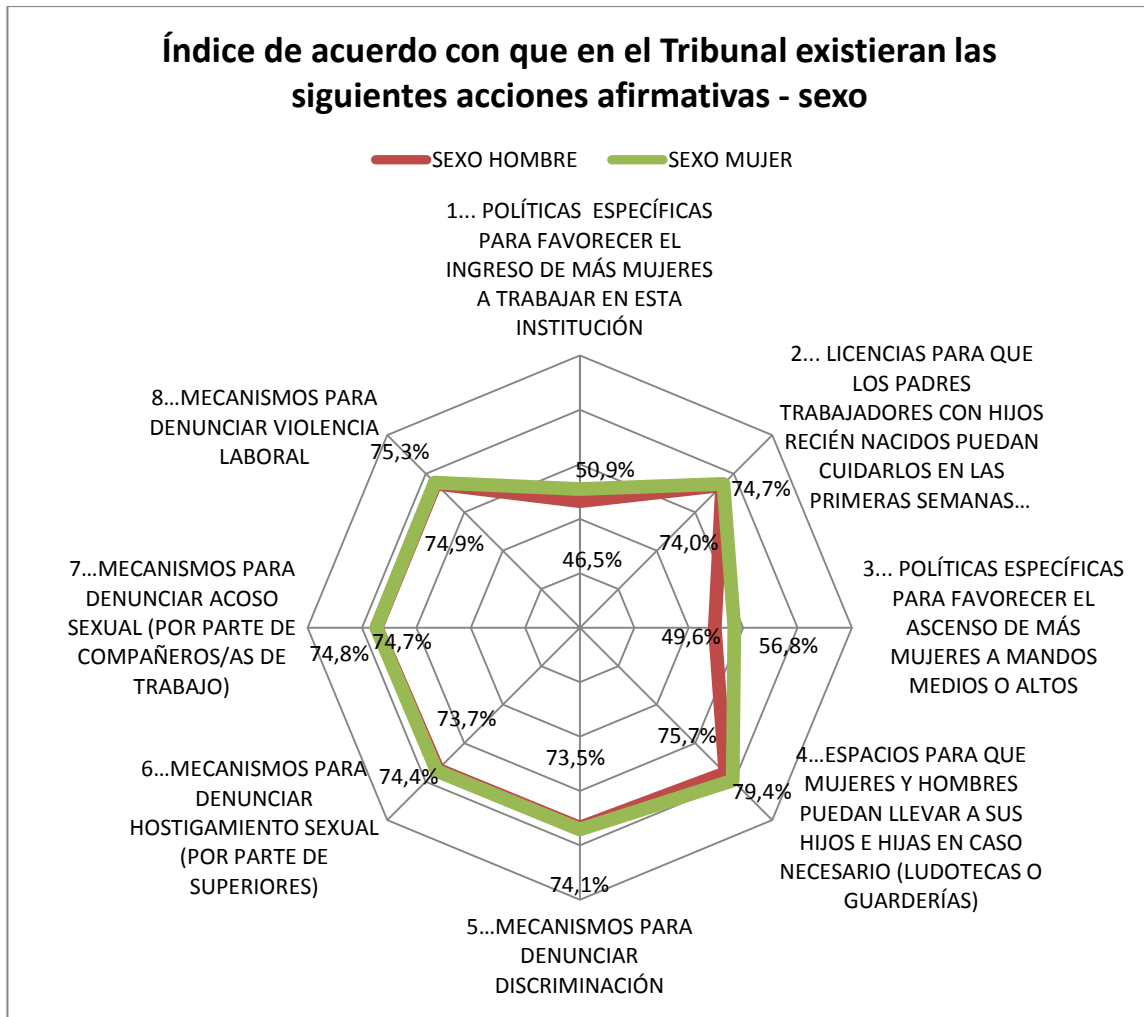 Índice de acuerdo con que en el Tribunal existieran las
siguientes acciones afirmativas - sexo
SEXO HOMBRE
SEXO MUJER
1... POLÍTICAS ESPECÍFICAS
PARA FAVORECER EL
INGRESO DE MÁS MUJERES
A TRABAJAR EN ESTA
INSTITUCIÓN
2... LICENCIAS PARA QUE
LOS PADRES
TRABAJADORES CON HIJOS
RECIÉN NACIDOS PUEDAN
CUIDARLOS EN LAS
PRIMERAS SEMANAS...
3... POLÍTICAS ESPECÍFICAS
PARA FAVORECER EL
ASCENSO DE MÁS
MUJERES A MANDOS
MEDIOS O ALTOS
4...ESPACIOS PARA QUE
MUJERES Y HOMBRES
PUEDAN LLEVAR A SUS
HIJOS E HIJAS EN CASO
NECESARIO (LUDOTECAS O
GUARDERÍAS)
5...MECANISMOS PARA
DENUNCIAR
DISCRIMINACIÓN
6...MECANISMOS PARA
DENUNCIAR
HOSTIGAMIENTO SEXUAL
(POR PARTE DE
SUPERIORES)
7...MECANISMOS PARA
DENUNCIAR ACOSO
SEXUAL (POR PARTE DE
COMPAÑEROS/AS DE
TRABAJO)
8...MECANISMOS PARA
DENUNCIAR VIOLENCIA
LABORAL
50,9%
46,5%
74,7%
74,0%
56,8%
49,6%
79,4%
75,7%
74,1%
73,5%
74,4%
73,7%
74,8%
74,7%
75,3%
74,9%